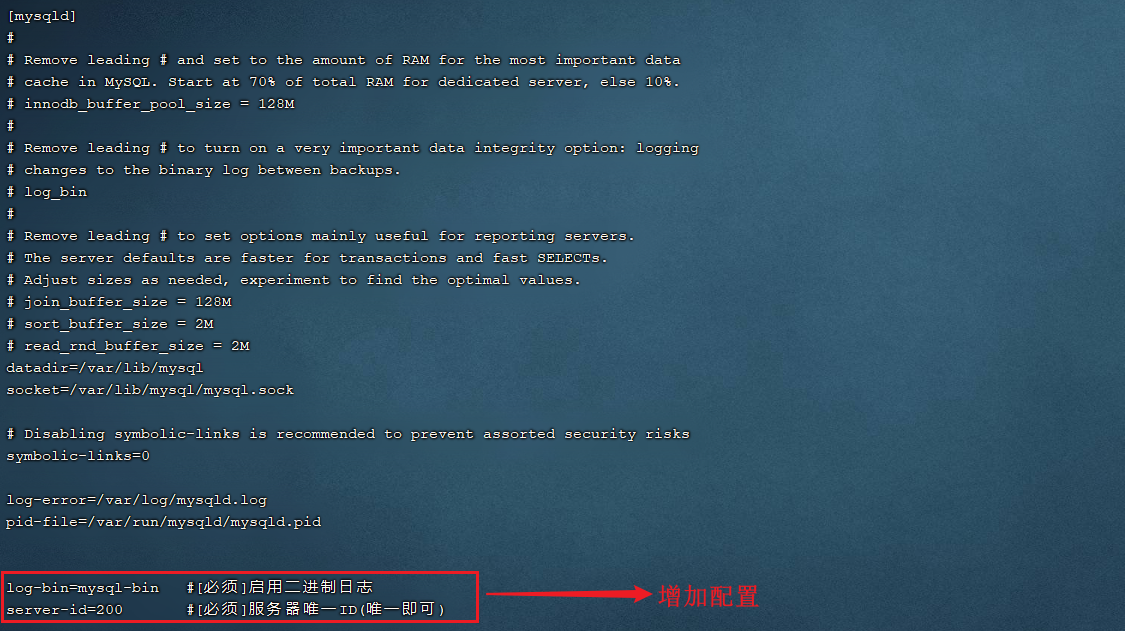 [mysqld]
#
# Remove leading # and set to the amount of RAM for the most important data
# cache in MySQL. Start at 70% of total RAM for dedicated server, else 10%.
# innodb_buffer_pool_size = 128M
#
# Remove leading # to turn on a very important data integrity option: logging
# changes to the binary log between backups.
# log_bin
#
# Remove leading # to set options mainly useful for reporting servers.
# The server defaults are faster for transactions and fast SELECTs.
# Adjust sizes as needed, experiment to find the optimal values.
# join_buffer_size = 128M
# sort_buffer_size = 2M
# read_rnd_buffer_size = 2M
datadir=/var/lib/mysql
socket=/var/lib/mysql/mysql.sock
# Disabling symbolic-links is recommended to prevent assorted security risks
symbolic-links=0
log-error=/var/log/mysqld.log
pid-file=/var/run/mysqld/mysqld.pid
log-bin=mysql-bin   #[必须]启用二进制日志
server-id=200       #[必须]服务器唯一ID(唯一即可)
增加配置